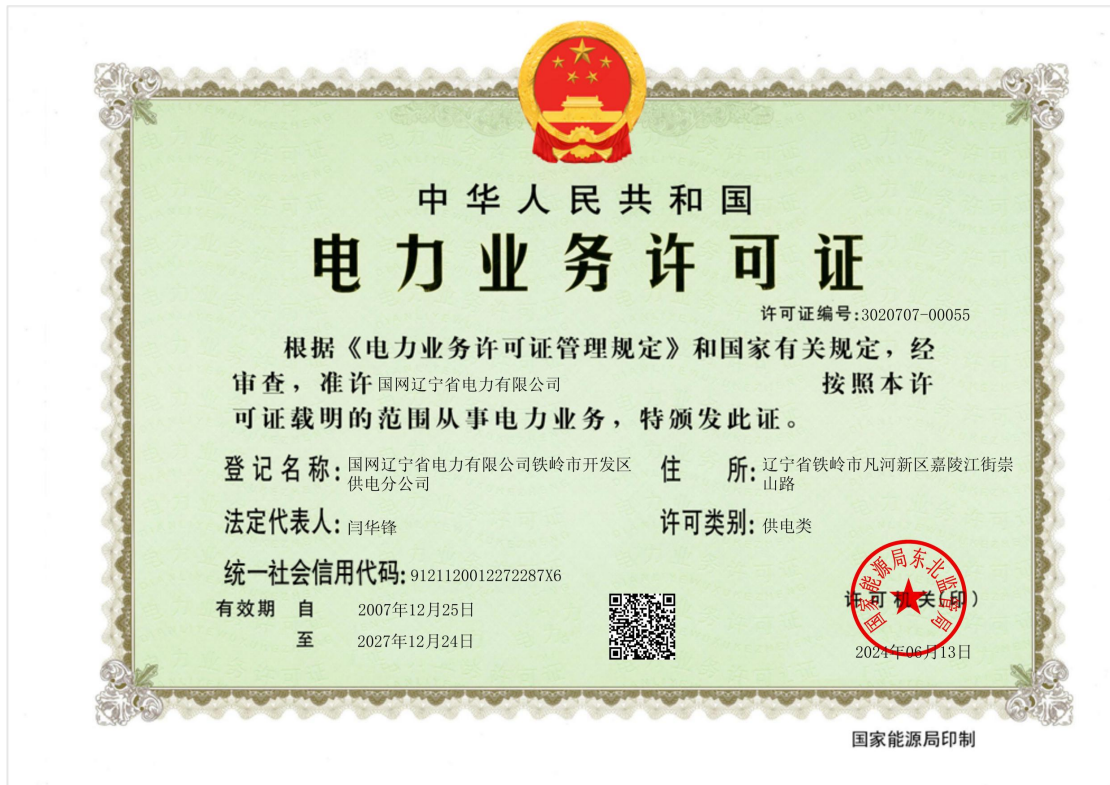 中华人民共和国
电力业务许可证
许可证编号:3020707-00055
根据《电力业务许可证管理规定》和国家有关规定，经
审查，准许 国网辽宁省电力有限公司 按照本许
可证载明的范围从事电力业务，特颁发此证。
登记名称: 国网辽宁省电力有限公司铁岭市开发区
供电分公司
住 所: 辽宁省铁岭市凡河新区嘉陵江街崇
山路
法定代表人: 闫华锋
许可类别: 供电类
统一社会信用代码: 9121120012272287X6
有效期 自 2007年12月25日
至 2027年12月24日
国家能源局东北监管局
许可机关(印)
2024年06月13日
国家能源局印制